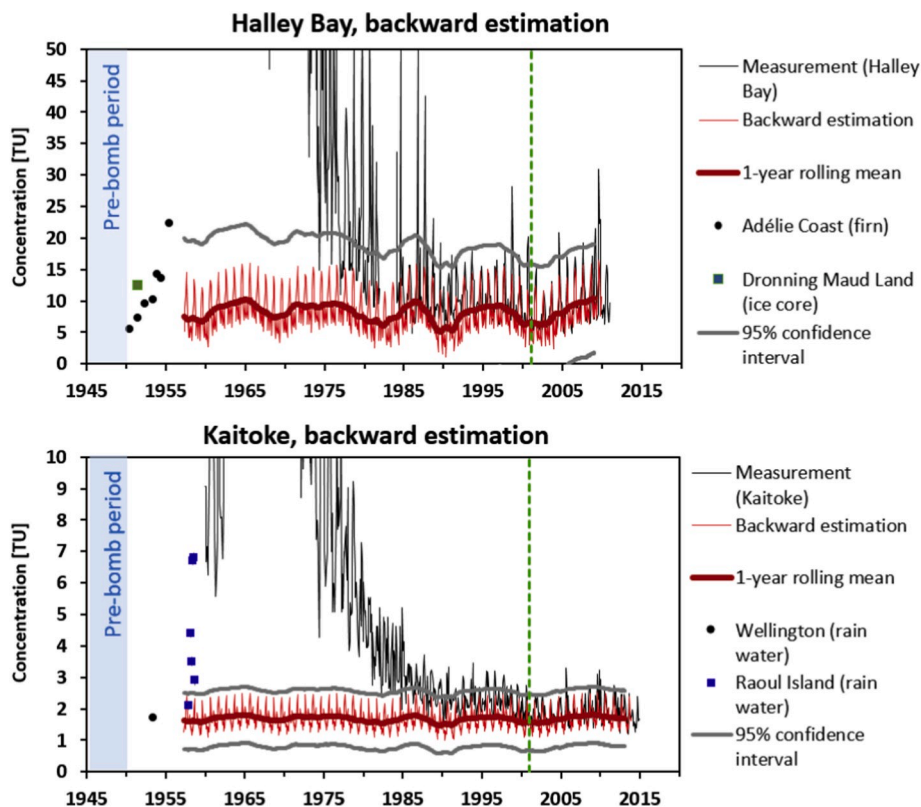 Halley Bay, backward estimation
Concentration [TU]
50
45
40
35
30
25
20
15
10
5
0
Pre-bomb period
1945 1955 1965 1975 1985 1995 2005 2015
Measurement (Halley
Bay)
Backward estimation
1-year rolling mean
Adélie Coast (firn)
Dronning Maud Land
(ice core)
95% confidence
interval
Kaitoke, backward estimation
Concentration [TU]
10
9
8
7
6
5
4
3
2
1
0
Pre-bomb period
1945 1955 1965 1975 1985 1995 2005 2015
Measurement
(Kaitoke)
Backward estimation
1-year rolling mean
Wellington (rain
water)
Raoul Island (rain
water)
95% confidence
interval